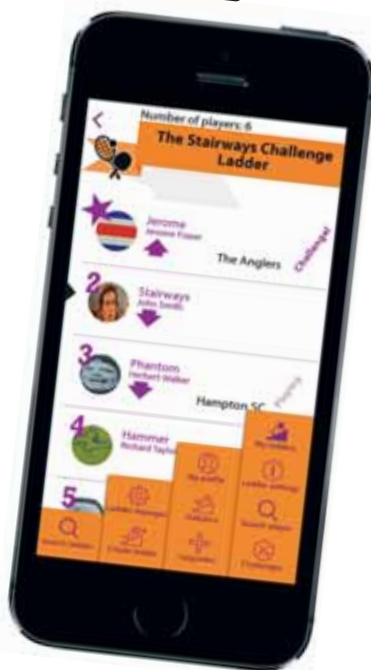 Number of players: 6
The Stairways Challenge
Ladder
Jerome
Jerome Fraser
The Anglers
Challenge!
2
Stairways
John Smith
3
Phantom
Herbert Walker
Hampton SC
Playing
4
Hammer
Richard Taylo
5
My ladders
My profile
Ladder settings
Ladder manager
Statistics
Search player
Search ladders
Create ladder
Upgrades
Challenges